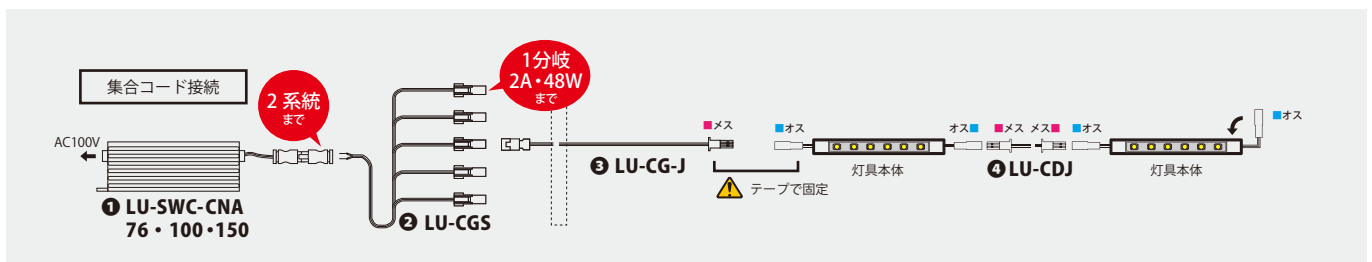 集合コード接続
AC100V
2 系統
まで
1分岐
2A・48W
まで
❶ LU-SWC-CNA
76・100・150
❷ LU-CGS
❸ LU-CG-J
■メス
■オス
テープで固定
灯具本体
オス■
■メス
メス■
❹LU-CDJ
■オス
灯具本体
■オス